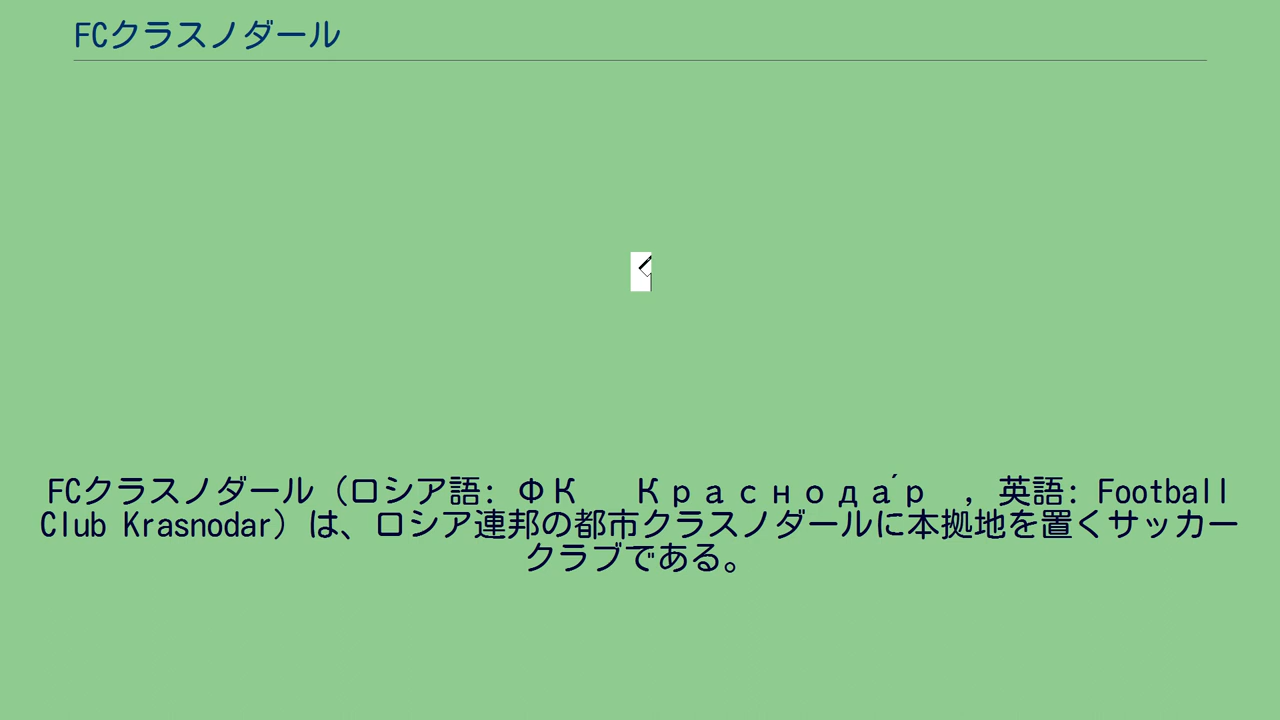 FCクラスノダール
FCクラスノダール（ロシア語: ФК Краснода́р , 英語: Football
Club Krasnodar）は、ロシア連邦の都市クラスノダールに本拠地を置くサッカー
クラブである。